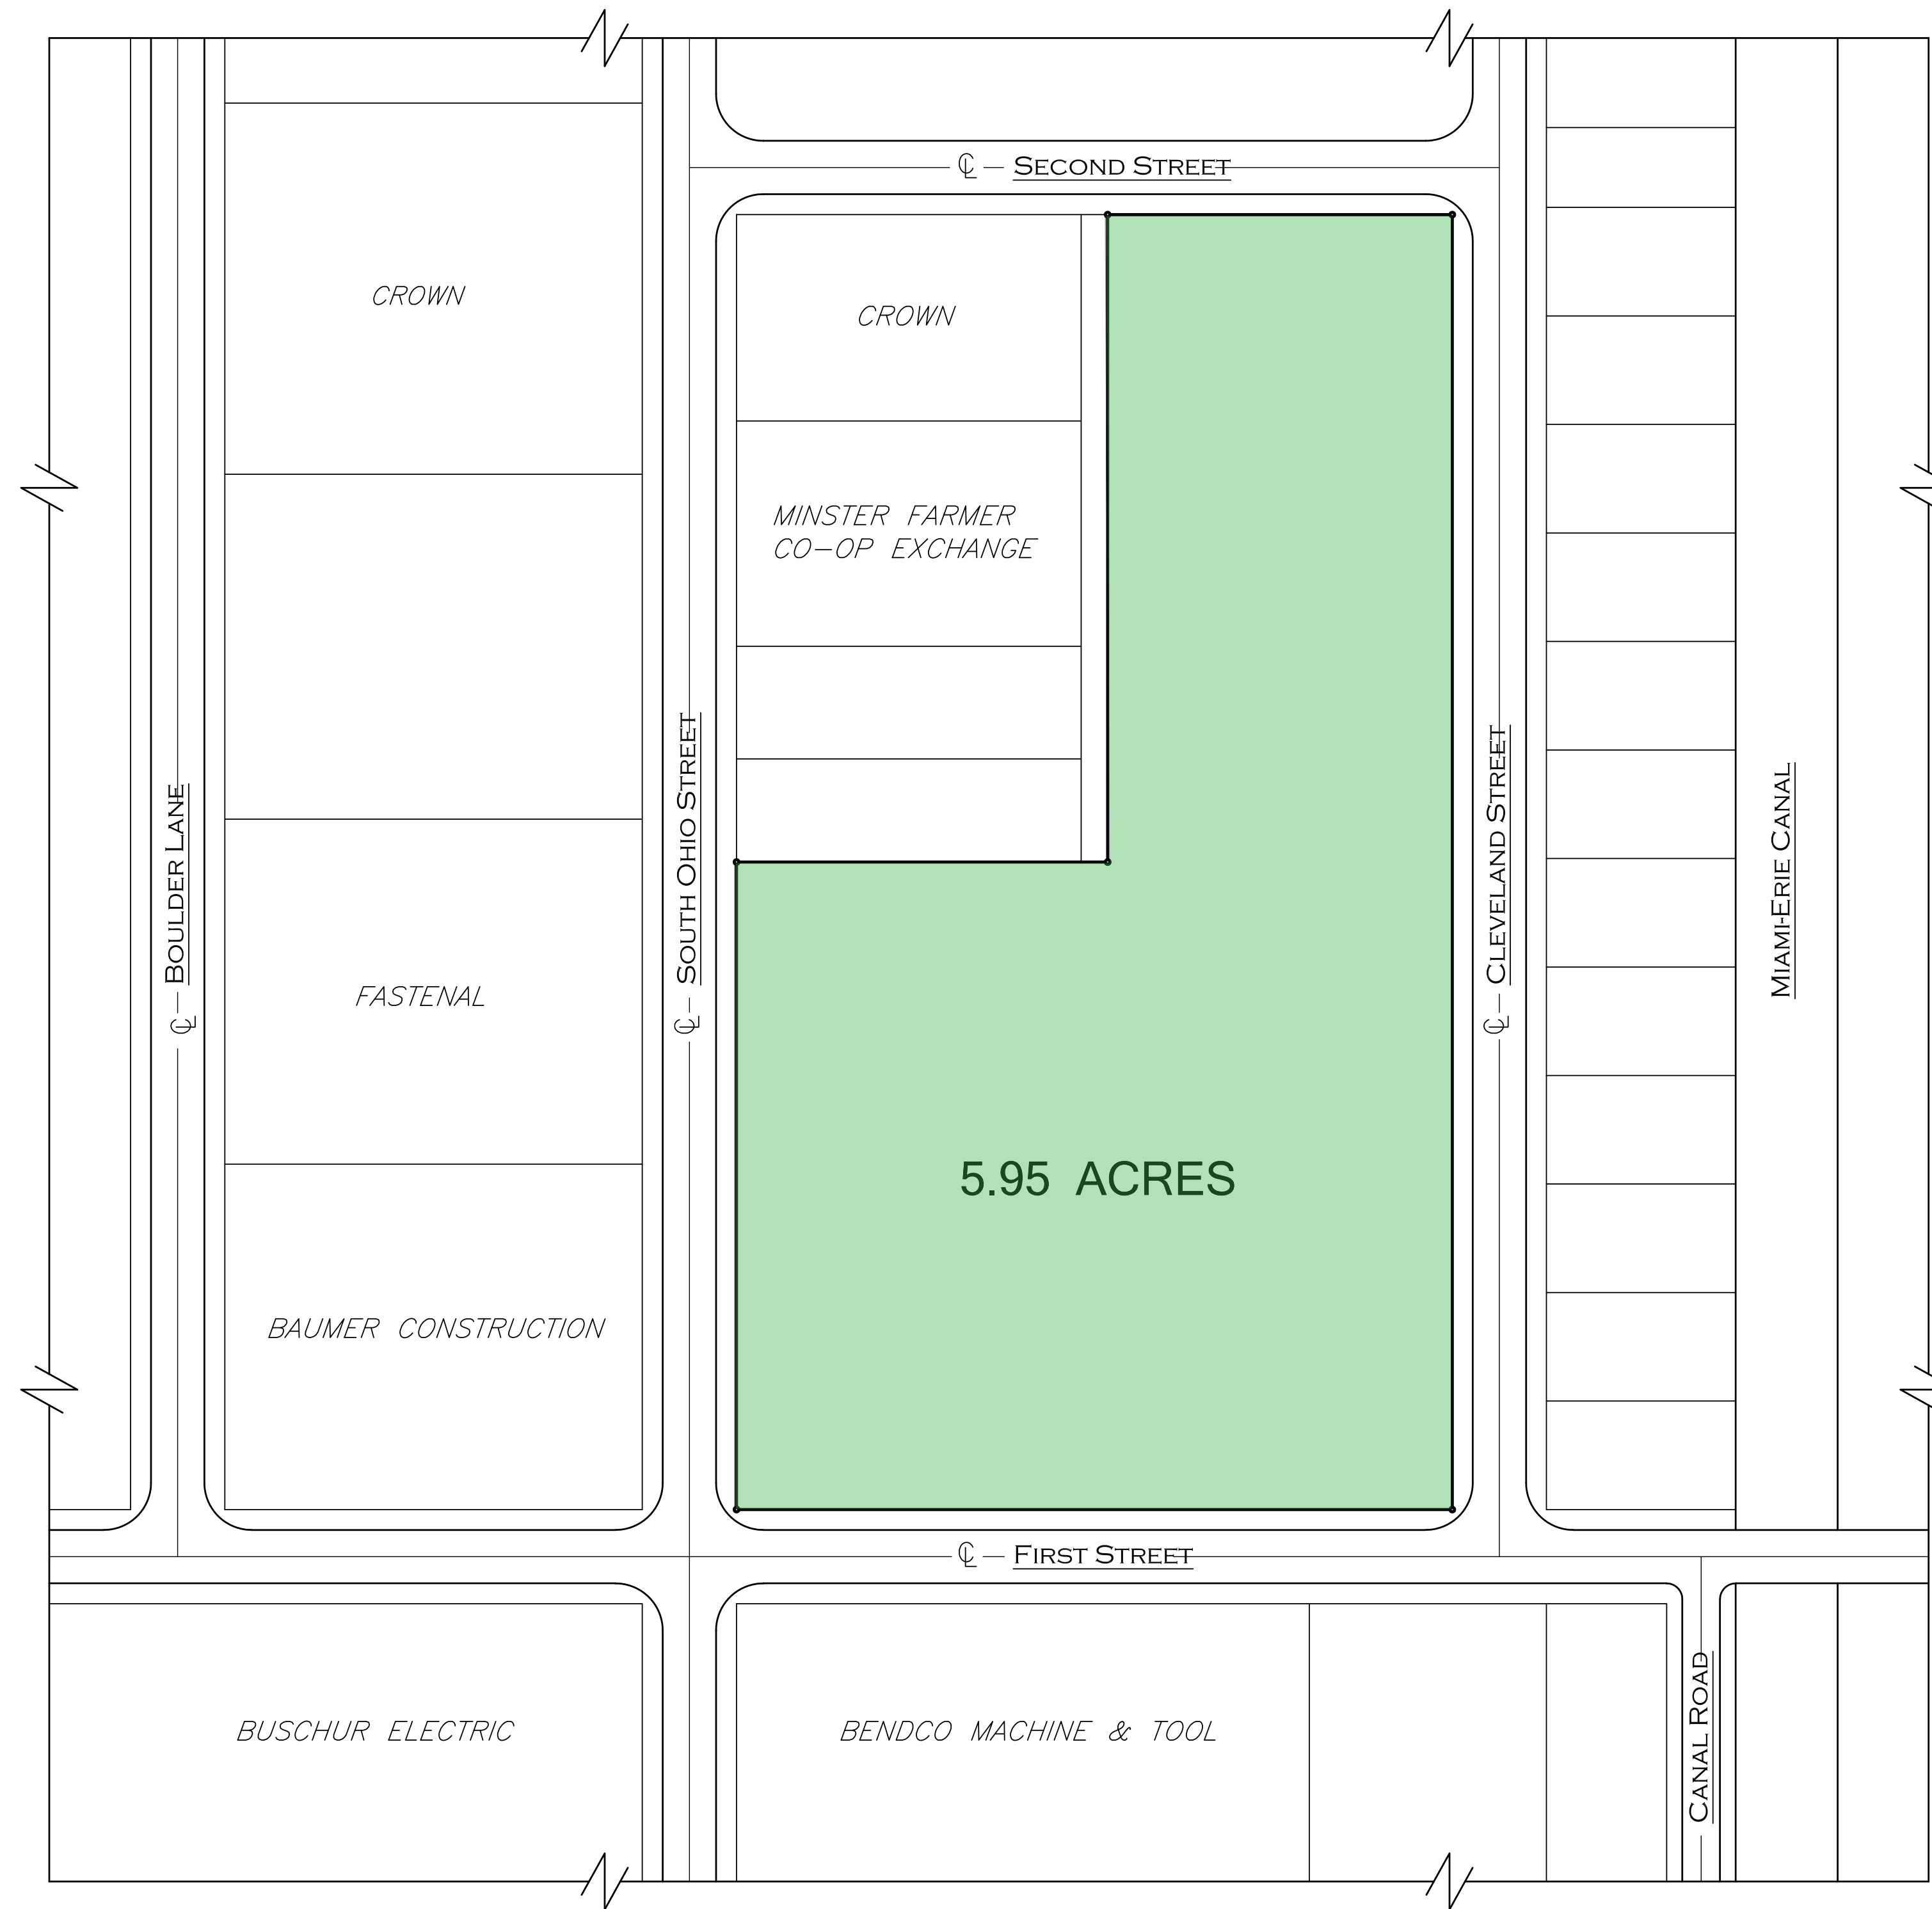 ℄ SECOND STREET
CROWN
CROWN
MINSTER FARMER
CO-OP EXCHANGE
℄ BOULDER LANE
℄ SOUTH OHIO STREET
℄ CLEVELAND STREET
MIAMI-ERIE CANAL
FASTENAL
5.95 ACRES
BAUMER CONSTRUCTION
℄ FIRST STREET
BUSCHUR ELECTRIC
BENDCO MACHINE & TOOL
CANAL ROAD